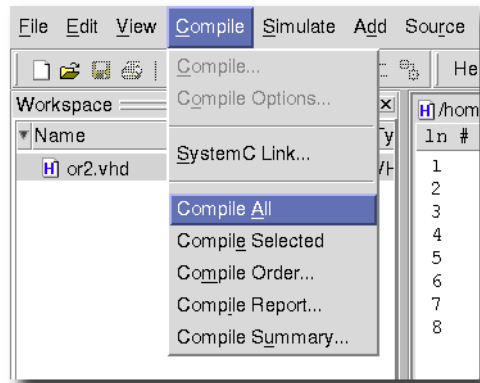 File Edit View Compile Simulate Add Source
He
Workspace
Name
or2.vhd
Compile...
Compile Options...
SystemC Link...
Compile All
Compile Selected
Compile Order...
Compile Report...
Compile Summary...
H /hom
ln #
1
2
3
4
5
6
7
8